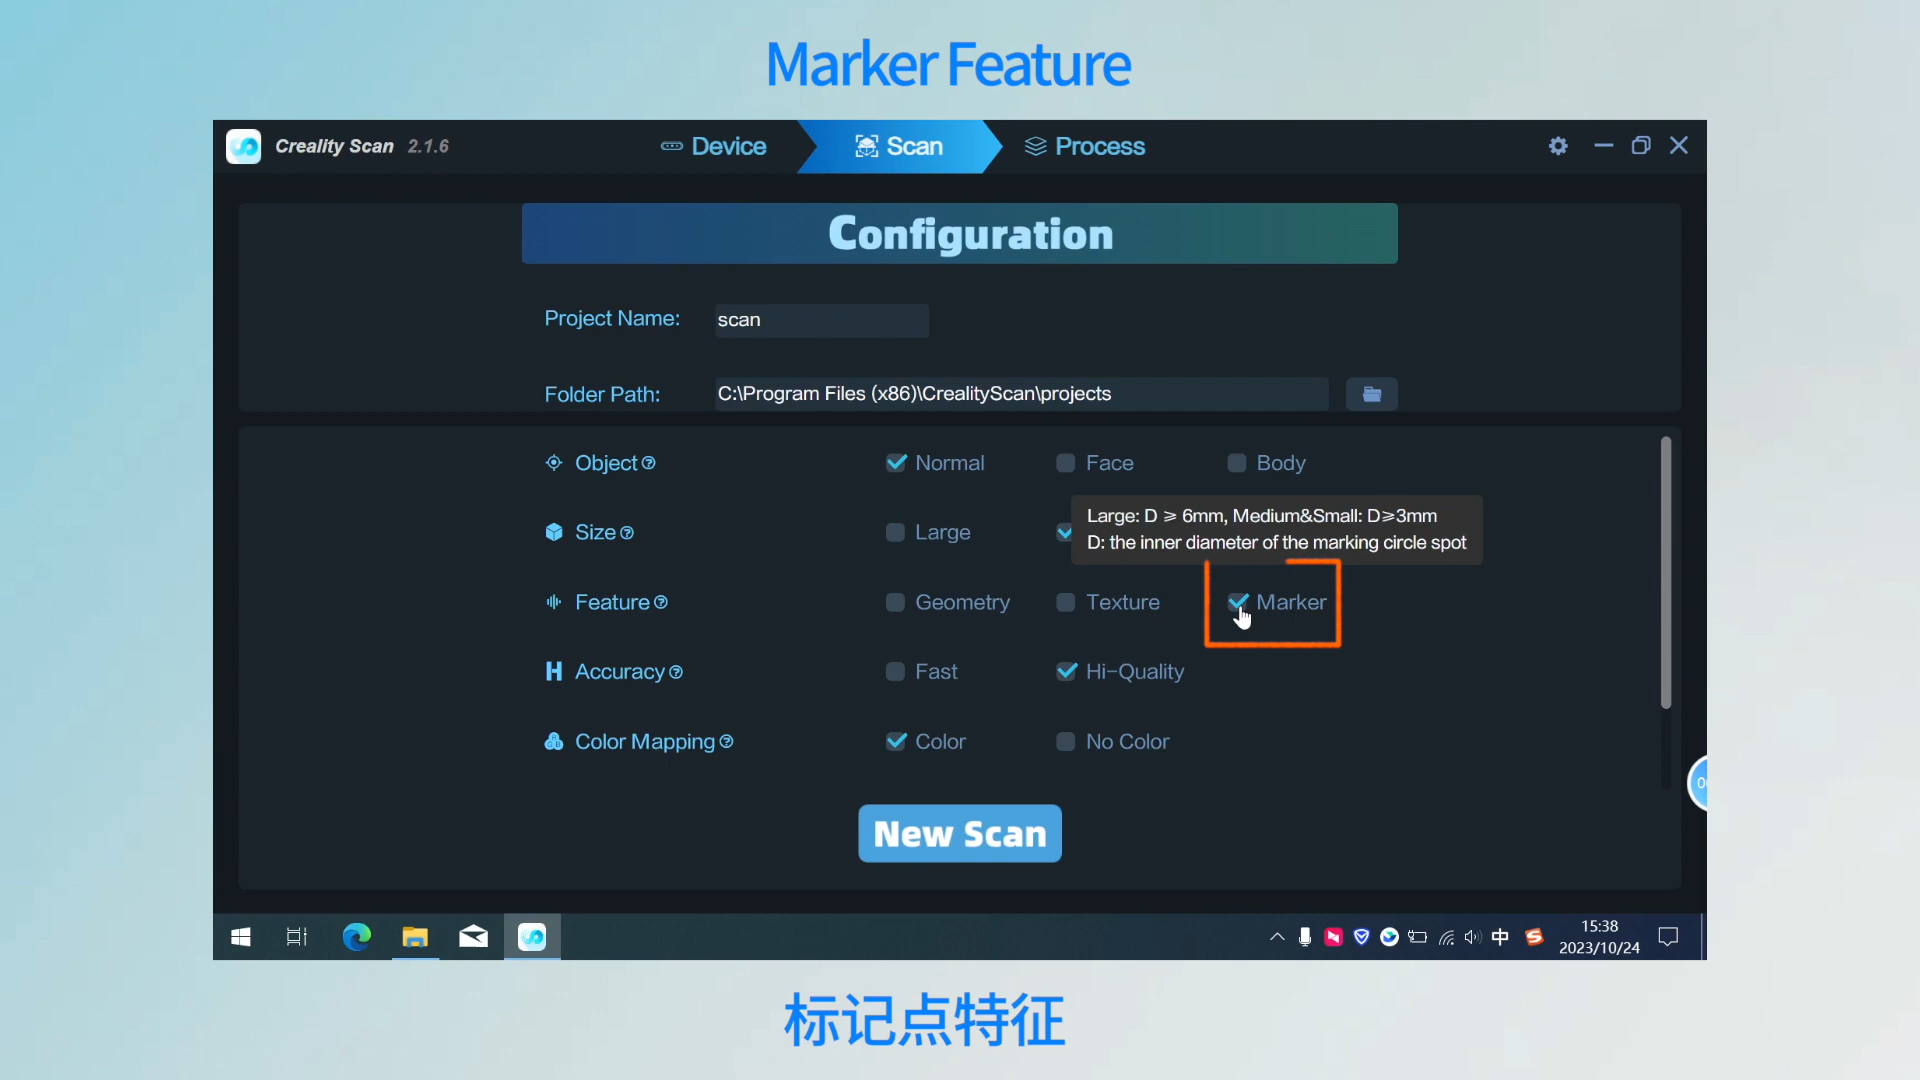 Marker Feature
Creality Scan 2.1.6
Device
Scan
Process
Configuration
Project Name: scan
Folder Path: C:\Program Files (x86)\CrealityScan\projects
Object Normal Face Body
Large: D ≥ 6mm, Medium&Small: D≥3mm
D: the inner diameter of the marking circle spot
Size Large
Feature Geometry Texture Marker
Accuracy Fast Hi-Quality
Color Mapping Color No Color
New Scan
中
15:38
2023/10/24
标记点特征